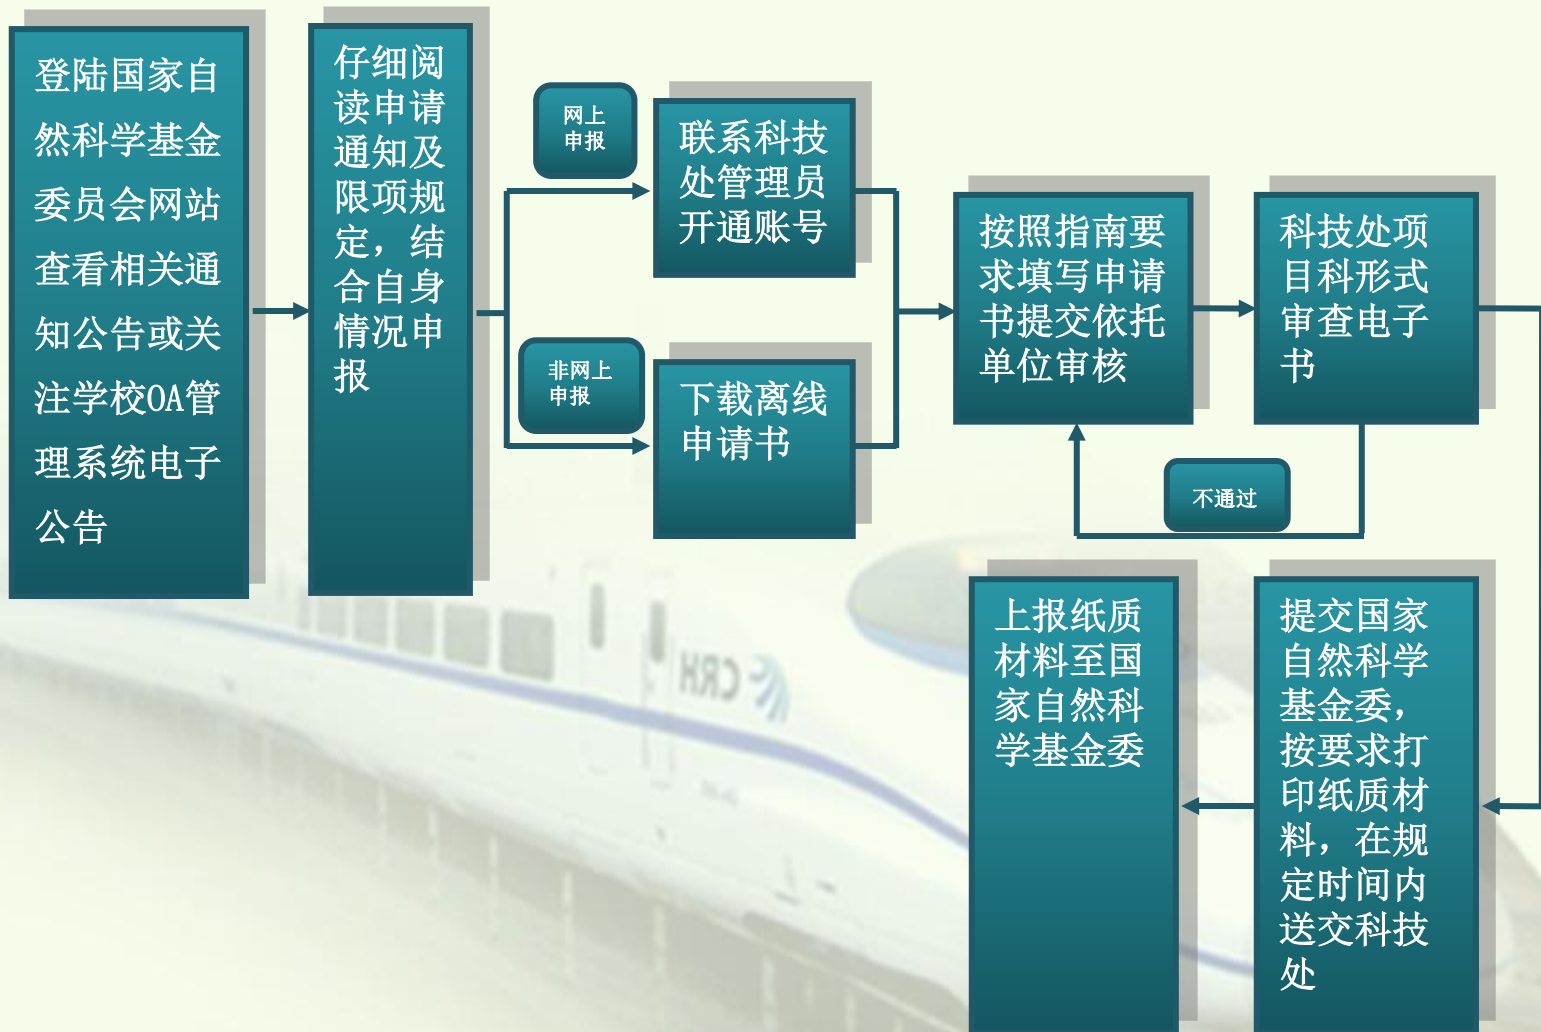 登陆国家自
然科学基金
委员会网站
查看相关通
知公告或关
注学校OA管
理系统电子
公告
仔细阅
读申请
通知及
限项规
定，结
合自身
情况申
报
网上
申报
联系科技
处管理员
开通账号
非网上
申报
下载离线
申请书
按照指南要
求填写申请
书提交依托
单位审核
科技处项
目科形式
审查电子
书
不通过
提交国家
自然科学
基金委，
按要求打
印纸质材
料，在规
定时间内
送交科技
处
上报纸质
材料至国
家自然科
学基金委
CRH